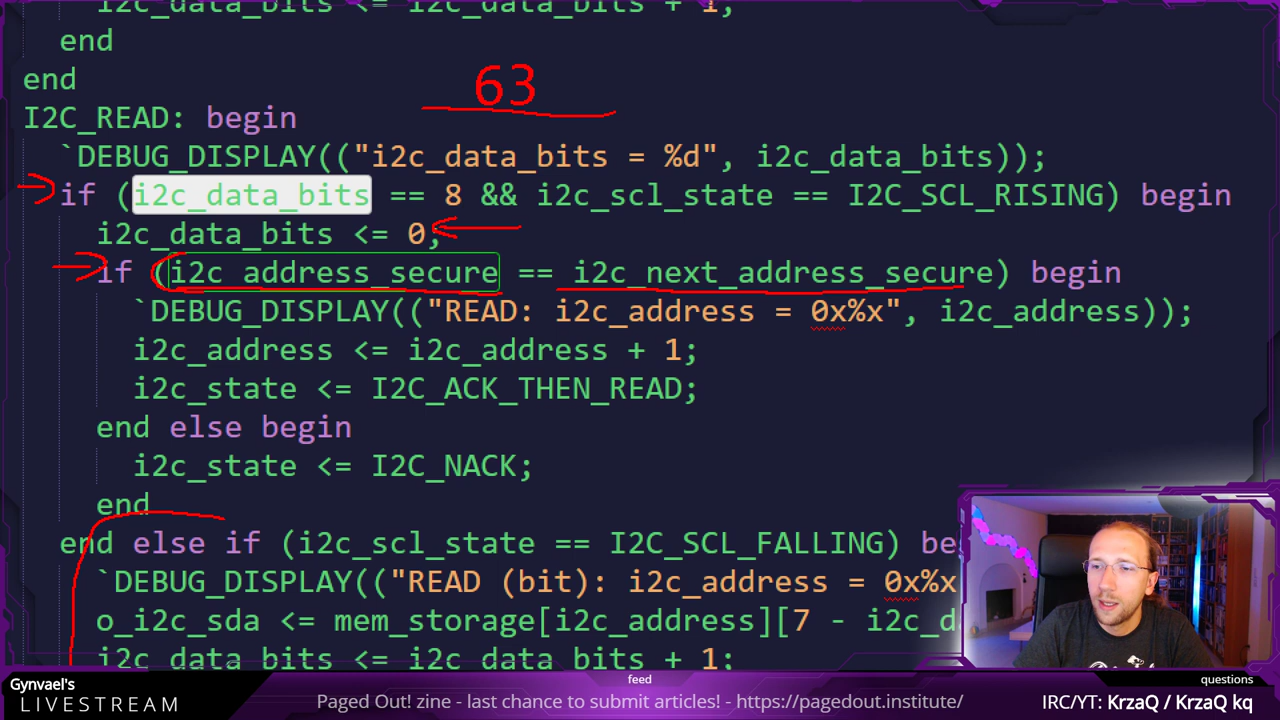 i2c_data_bits <= i2c_data_bits + 1;
end
end
63
I2C_READ: begin
`DEBUG_DISPLAY(("i2c_data_bits = %d", i2c_data_bits));
if (i2c_data_bits == 8 && i2c_scl_state == I2C_SCL_RISING) begin
i2c_data_bits <= 0;
if (i2c_address_secure == i2c_next_address_secure) begin
`DEBUG_DISPLAY(("READ: i2c_address = 0x%x", i2c_address));
i2c_address <= i2c_address + 1;
i2c_state <= I2C_ACK_THEN_READ;
end else begin
i2c_state <= I2C_NACK;
end
end else if (i2c_scl_state == I2C_SCL_FALLING) be
`DEBUG_DISPLAY(("READ (bit): i2c_address = 0x%x
o_i2c_sda <= mem_storage[i2c_address][7 - i2c_d
i2c_data_bits <= i2c_data_bits + 1;
Gynvael's
LIVESTREAM
feed
Paged Out! zine - last chance to submit articles! - https://pagedout.institute/
questions
IRC/YT: KrzaQ / KrzaQ kq